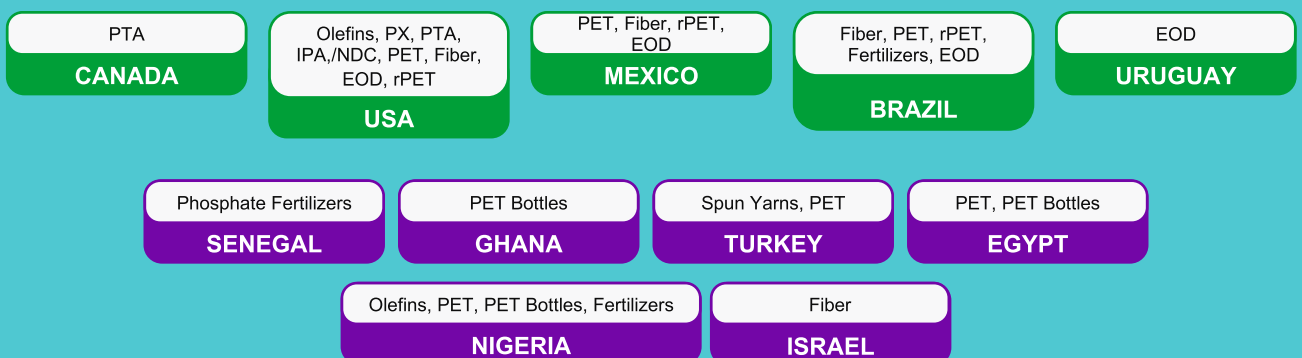 PTA
CANADA
Olefins, PX, PTA,
IPA,/NDC, PET, Fiber,
EOD, rPET
USA
PET, Fiber, rPET,
EOD
MEXICO
Fiber, PET, rPET,
Fertilizers, EOD
BRAZIL
EOD
URUGUAY
Phosphate Fertilizers
SENEGAL
PET Bottles
GHANA
Spun Yarns, PET
TURKEY
PET, PET Bottles
EGYPT
Olefins, PET, PET Bottles, Fertilizers
NIGERIA
Fiber
ISRAEL